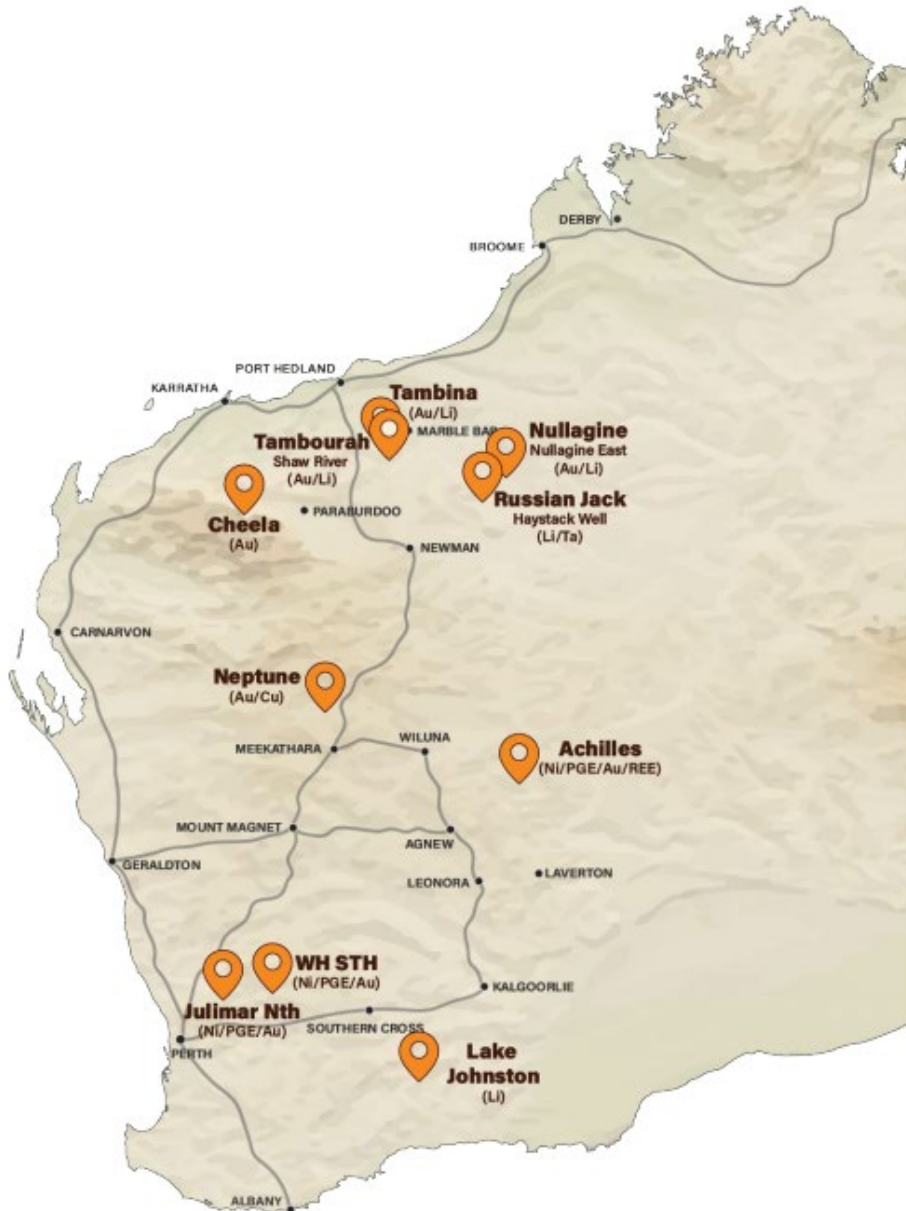 DERBY
BROOME
PORT HEDLAND
KARRATHA
Tambina
(Au/Li)
MARBLE BAR
Tambourah
Shaw River
(Au/Li)
Nullagine
Nullagine East
(Au/Li)
Russian Jack
Haystack Well
(Li/Ta)
Cheela
(Au)
PARABURDOO
NEWMAN
CARNARVON
Neptune
(Au/Cu)
MEEKATHARA
WILUNA
Achilles
(Ni/PGE/Au/REE)
MOUNT MAGNET
AGNEW
GERALDTON
LEONORA
LAVERTON
WH STH
(Ni/PGE/Au)
KALGOORLIE
Julimar Nth
(Ni/PGE/Au)
SOUTHERN CROSS
PERTH
Lake
Johnston
(Li)
ALBANY